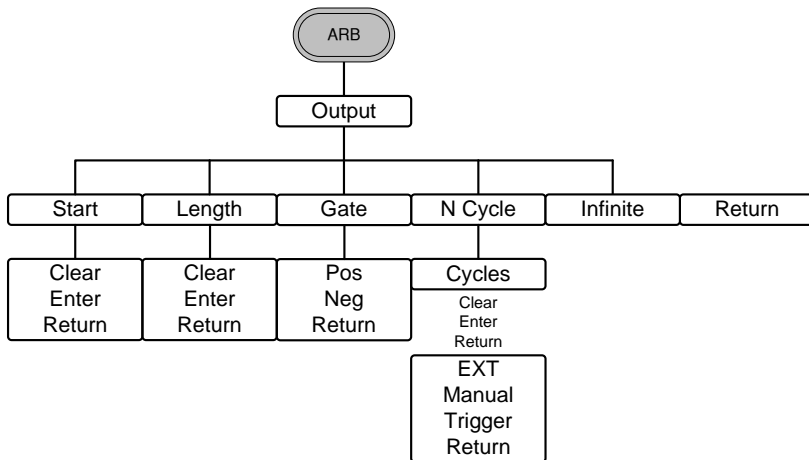 ARB
Output
Start Length Gate N Cycle Infinite Return
Clear
Enter
Return
Clear
Enter
Return
Pos
Neg
Return
Cycles
Clear
Enter
Return
EXT
Manual
Trigger
Return